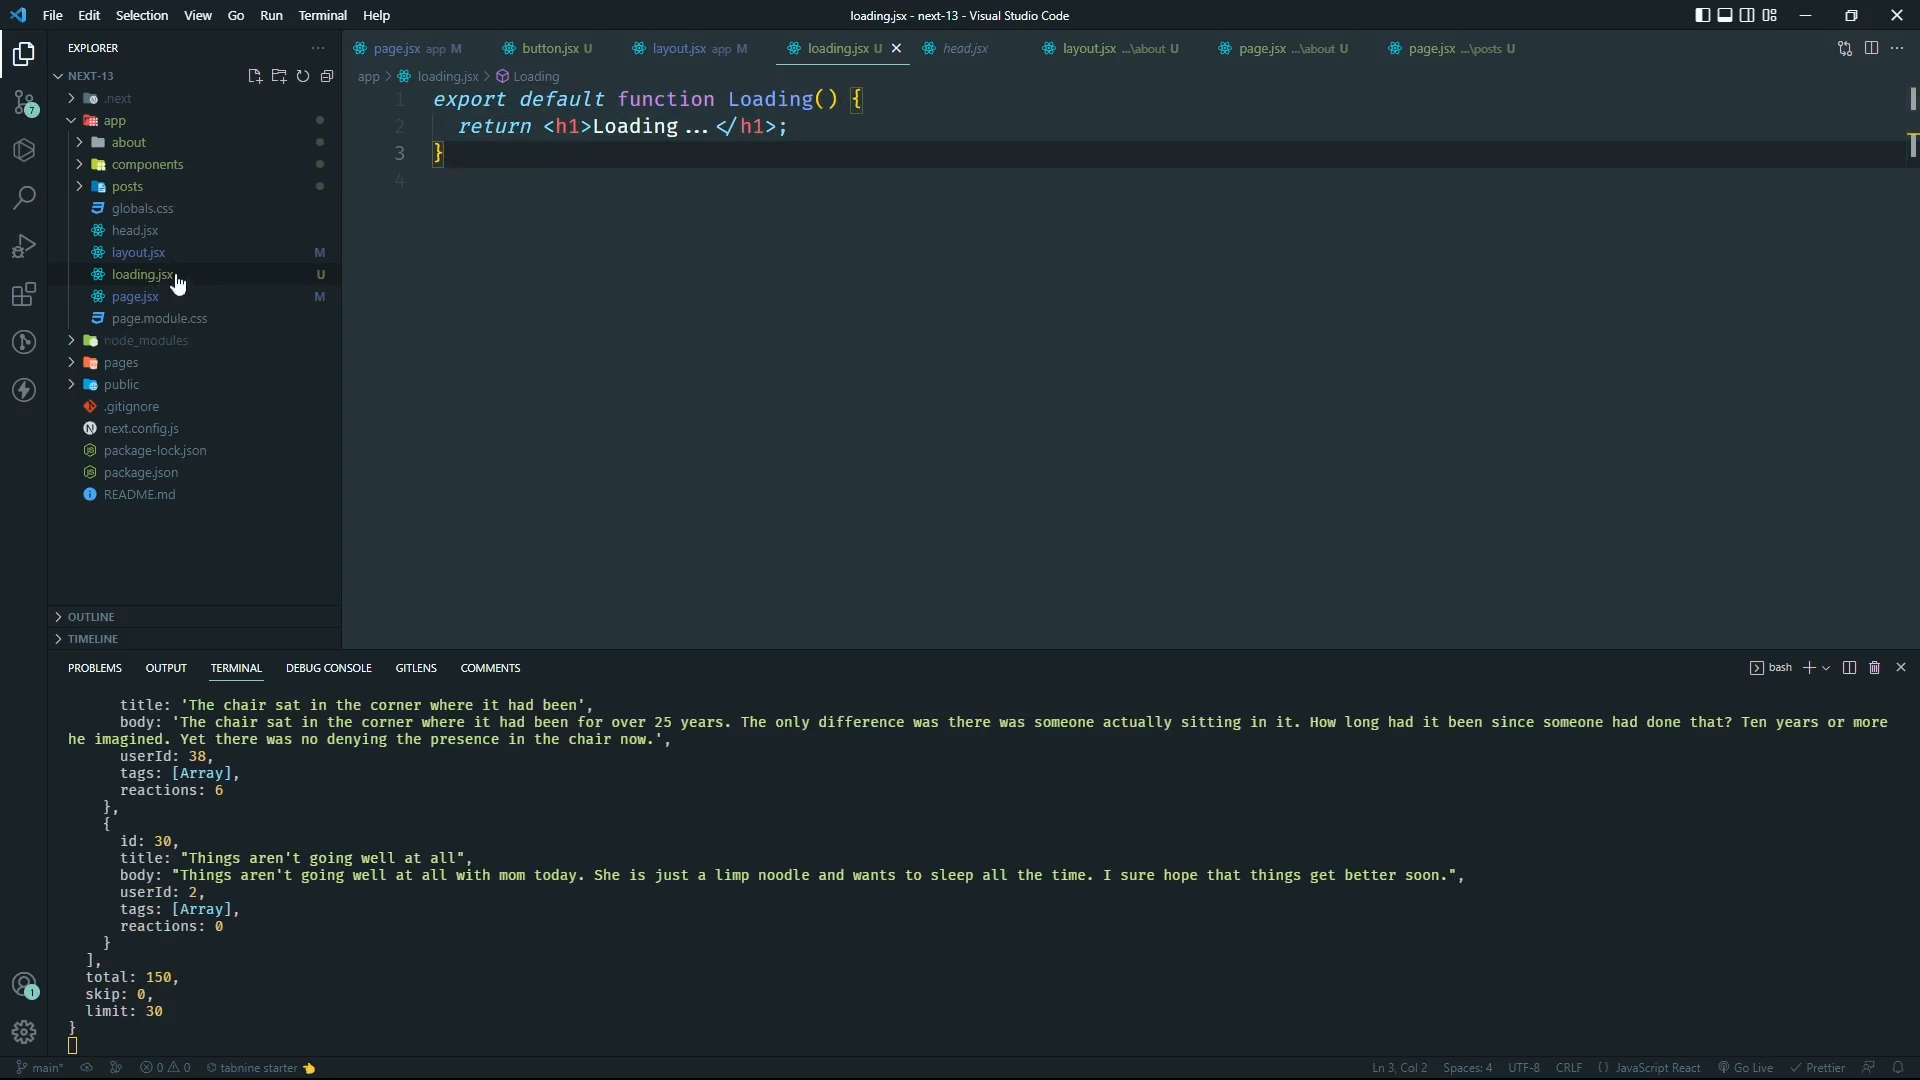 File Edit Selection View Go Run Terminal Help
loading.jsx - next-13 - Visual Studio Code
EXPLORER
page.jsx app M
button.jsx U
layout.jsx app M
loading.jsx U
head.jsx
layout.jsx ...\about U
page.jsx ...\about U
page.jsx ...\posts U
NEXT-13
app > loading.jsx > Loading
.next
app
about
components
posts
globals.css
head.jsx
layout.jsx M
loading.jsx U
page.jsx M
page.module.css
node_modules
pages
public
.gitignore
next.config.js
package-lock.json
package.json
README.md
OUTLINE
TIMELINE
7
1 export default function Loading() {
2 return <h1>Loading...</h1>;
3 }
4
PROBLEMS OUTPUT TERMINAL DEBUG CONSOLE GITLENS COMMENTS
bash
title: 'The chair sat in the corner where it had been',
body: 'The chair sat in the corner where it had been for over 25 years. The only difference was there was someone actually sitting in it. How long had it been since someone had done that? Ten years or more
he imagined. Yet there was no denying the presence in the chair now.',
userId: 38,
tags: [Array],
reactions: 6
},
{
id: 30,
title: "Things aren't going well at all",
body: "Things aren't going well at all with mom today. She is just a limp noodle and wants to sleep all the time. I sure hope that things get better soon.",
userId: 2,
tags: [Array],
reactions: 0
}
],
total: 150,
skip: 0,
limit: 30
}
1
main* 0 0 tabnine starter Ln 3, Col 2 Spaces: 4 UTF-8 CRLF {} JavaScript React Go Live Prettier